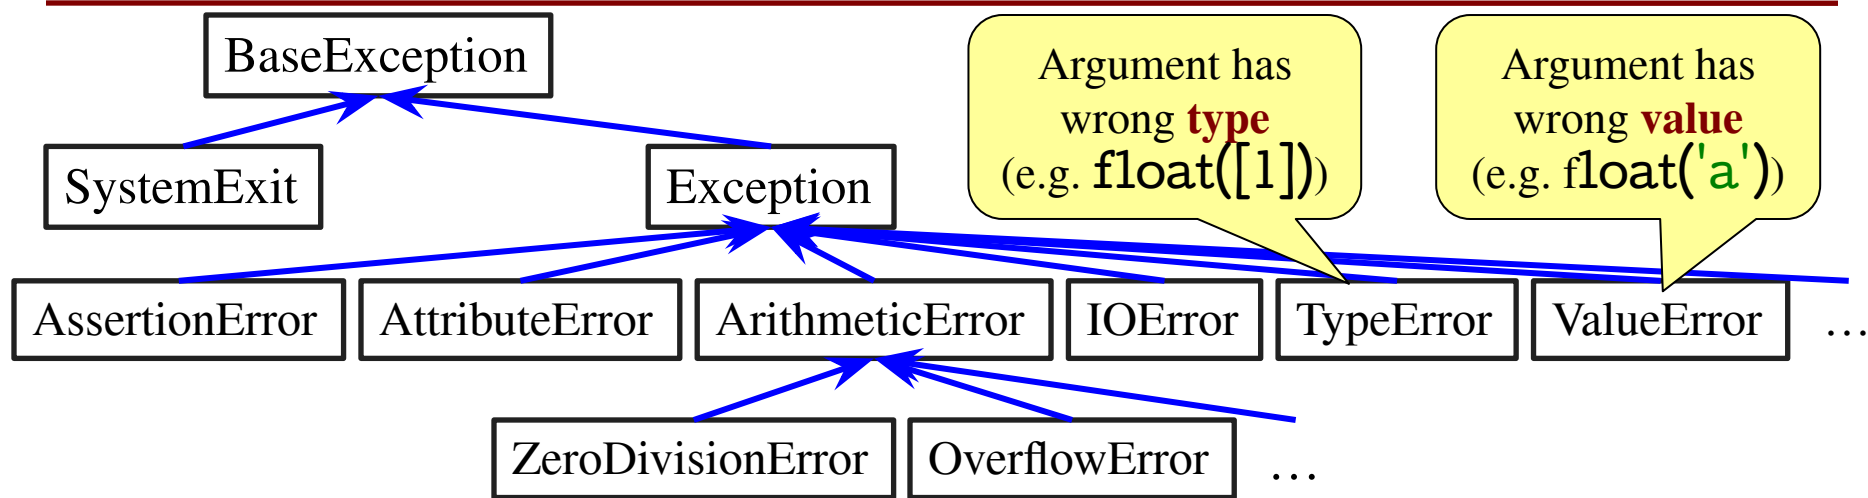 BaseException
Argument has
wrong type
(e.g. float([1]))
Argument has
wrong value
(e.g. float('a'))
SystemExit
Exception
AssertionError
AttributeError
ArithmeticError
IOError
TypeError
ValueError
…
ZeroDivisionError
OverflowError
…